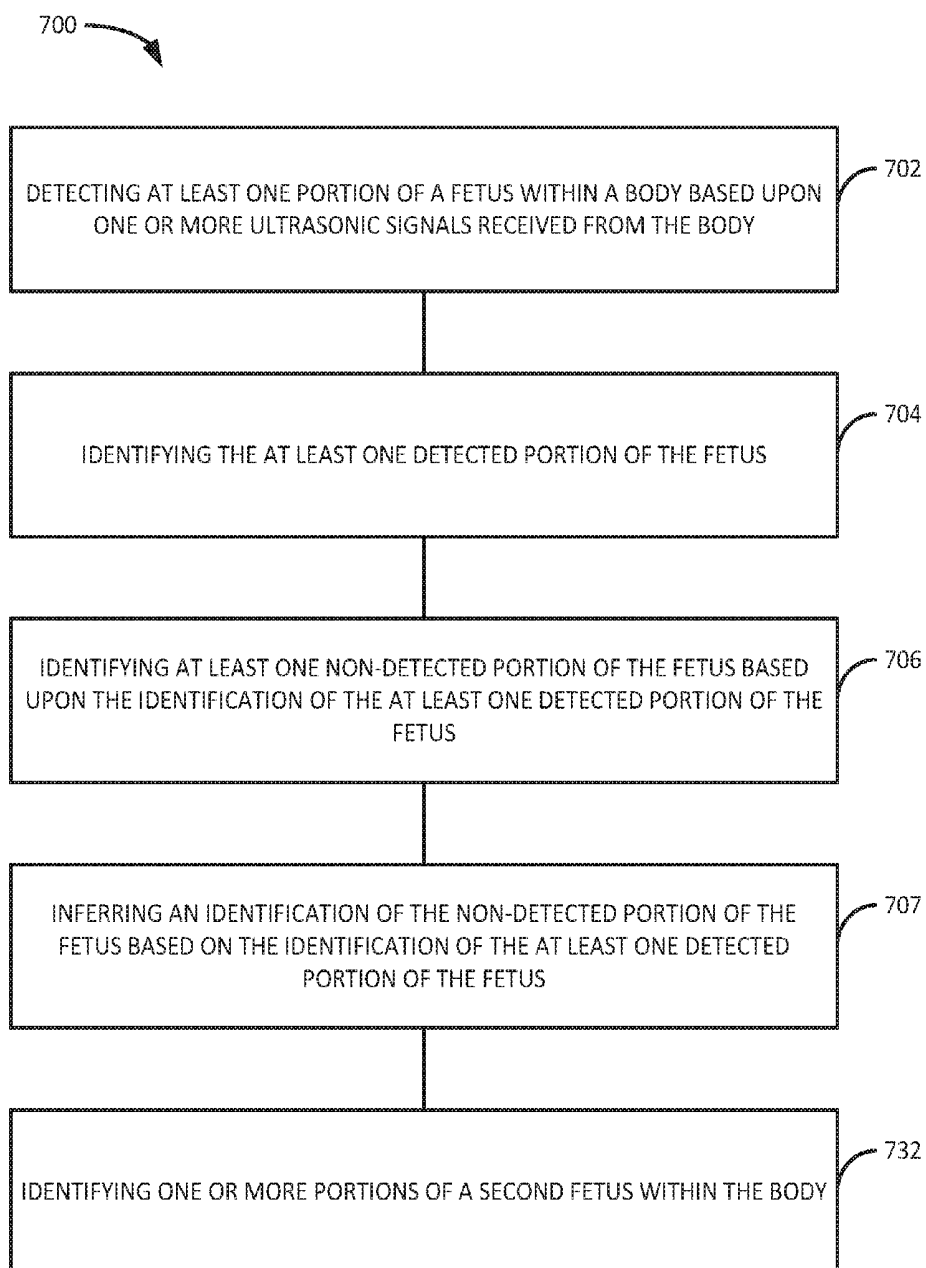 700
DETECTING AT LEAST ONE PORTION OF A FETUS WITHIN A BODY BASED UPON
ONE OR MORE ULTRASONIC SIGNALS RECEIVED FROM THE BODY
702
IDENTIFYING THE AT LEAST ONE DETECTED PORTION OF THE FETUS
704
IDENTIFYING AT LEAST ONE NON-DETECTED PORTION OF THE FETUS BASED
UPON THE IDENTIFICATION OF THE AT LEAST ONE DETECTED PORTION OF THE
FETUS
706
INFERRING AN IDENTIFICATION OF THE NON-DETECTED PORTION OF THE
FETUS BASED ON THE IDENTIFICATION OF THE AT LEAST ONE DETECTED
PORTION OF THE FETUS
707
IDENTIFYING ONE OR MORE PORTIONS OF A SECOND FETUS WITHIN THE BODY
732